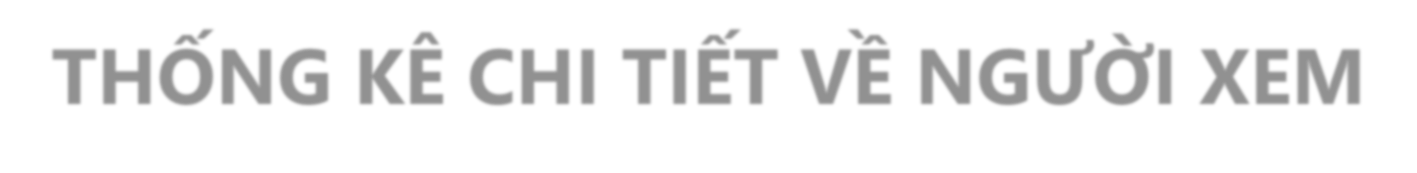 THỐNG KÊ CHI TIẾT VỀ NGƯỜI XEM